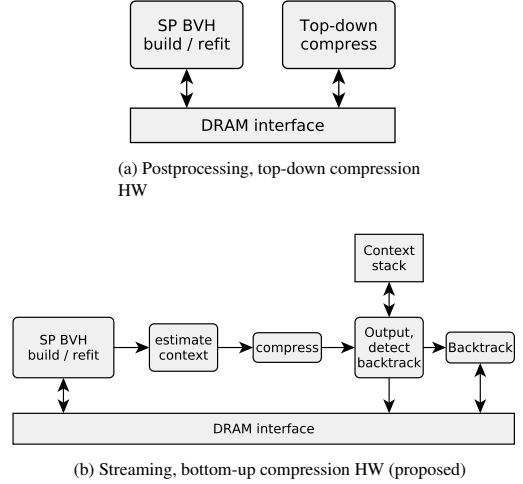 SP BVH
build / refit
Top-down
compress
DRAM interface
(a) Postprocessing, top-down compression
HW
Context
stack
SP BVH
build / refit
estimate
context
compress
Output,
detect
backtrack
Backtrack
DRAM interface
(b) Streaming, bottom-up compression HW (proposed)